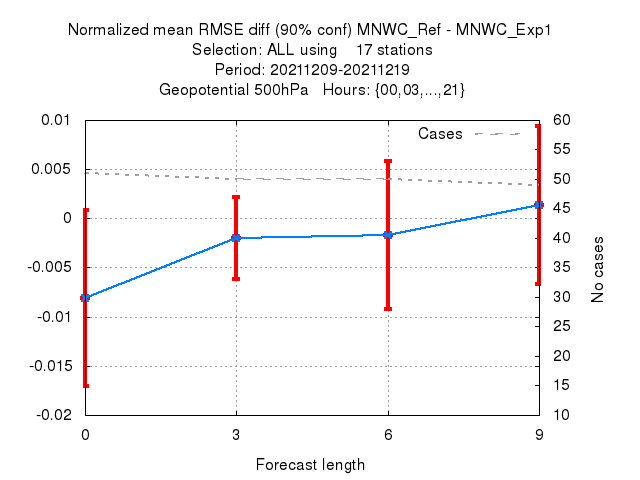 Normalized mean RMSE diff (90% conf) MNWC_Ref - MNWC_Exp1
Selection: ALL using 17 stations
Period: 20211209-20211219
Geopotential 500hPa Hours: {00,03,...,21}
Cases
0.01
0.005
0
-0.005
-0.01
-0.015
-0.02
60
55
50
45
40
35
30
25
20
15
10
No cases
0 3 6 9
Forecast length